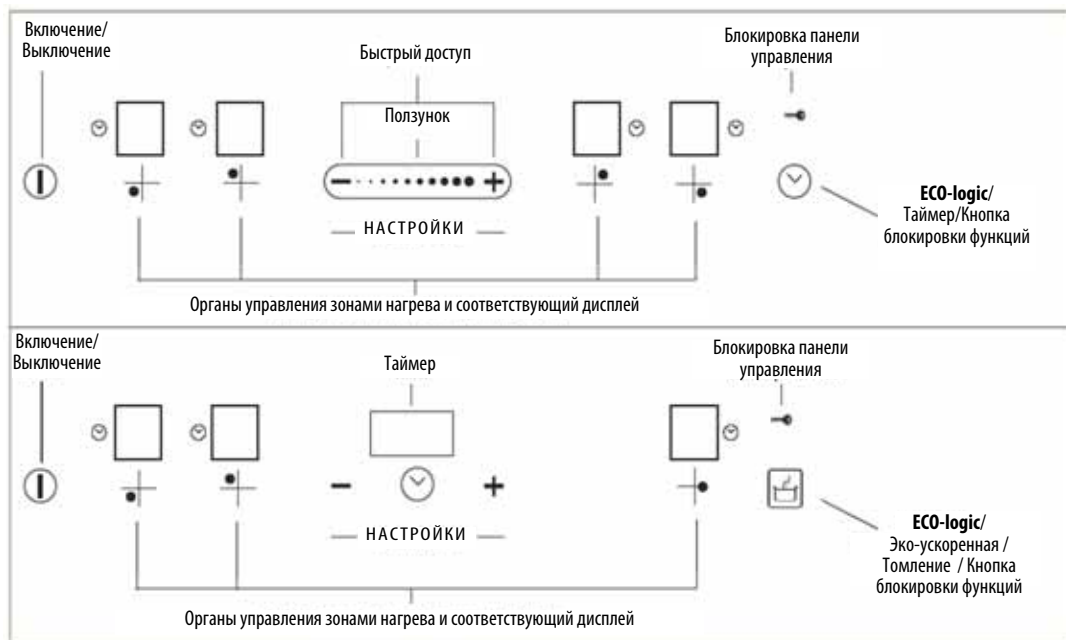 Включение/
Выключение
Быстрый доступ
Ползунок
Блокировка панели
управления
НАСТРОЙКИ
ECO-logic/
Таймер/Кнопка
блокировки функций
Органы управления зонами нагрева и соответствующий дисплей
Включение/
Выключение
Таймер
Блокировка панели
управления
НАСТРОЙКИ
ECO-logic/
Эко-ускоренная /
Томление / Кнопка
блокировки функций
Органы управления зонами нагрева и соответствующий дисплей